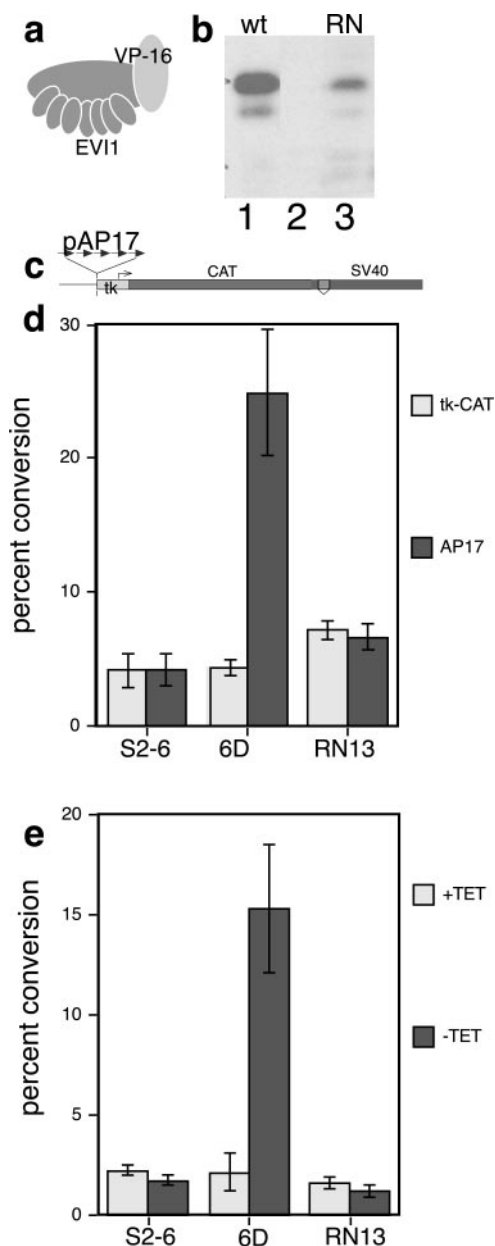 a
VP-16
EVI1
b
wt RN
1 2 3
pAP17
c
CAT SV40
tk
d
30
20
10
0
percent conversion
S2-6 6D RN13
tk-CAT
AP17
e
20
15
10
5
0
percent conversion
S2-6 6D RN13
+TET
-TET